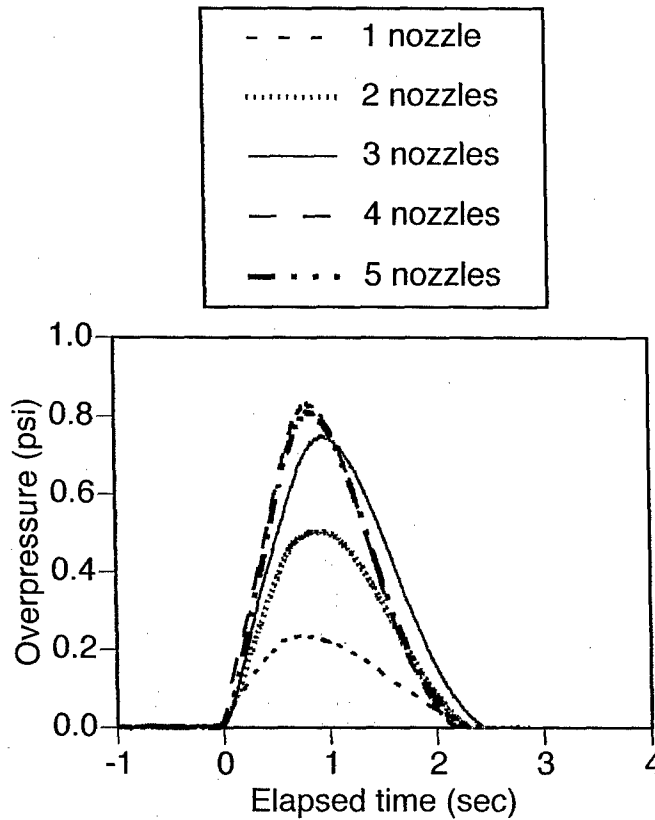 1 nozzle
2 nozzles
3 nozzles
4 nozzles
5 nozzles
1.0
0.8
0.6
0.4
0.2
0.0
Overpressure (psi)
-1 0 1 2 3 4
Elapsed time (sec)